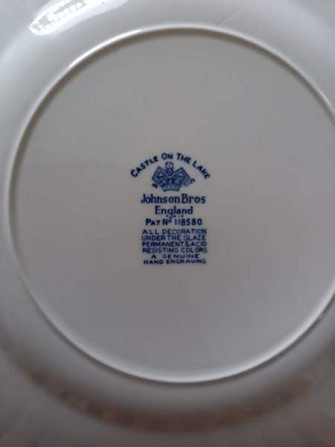 CASTLE ON THE LAKE
Johnson Bros
England
PAT Nº 118580
ALL DECORATION
UNDER THE GLAZE
PERMANENT & ACID
RESISTING COLORS
A GENUINE
HAND ENGRAVING